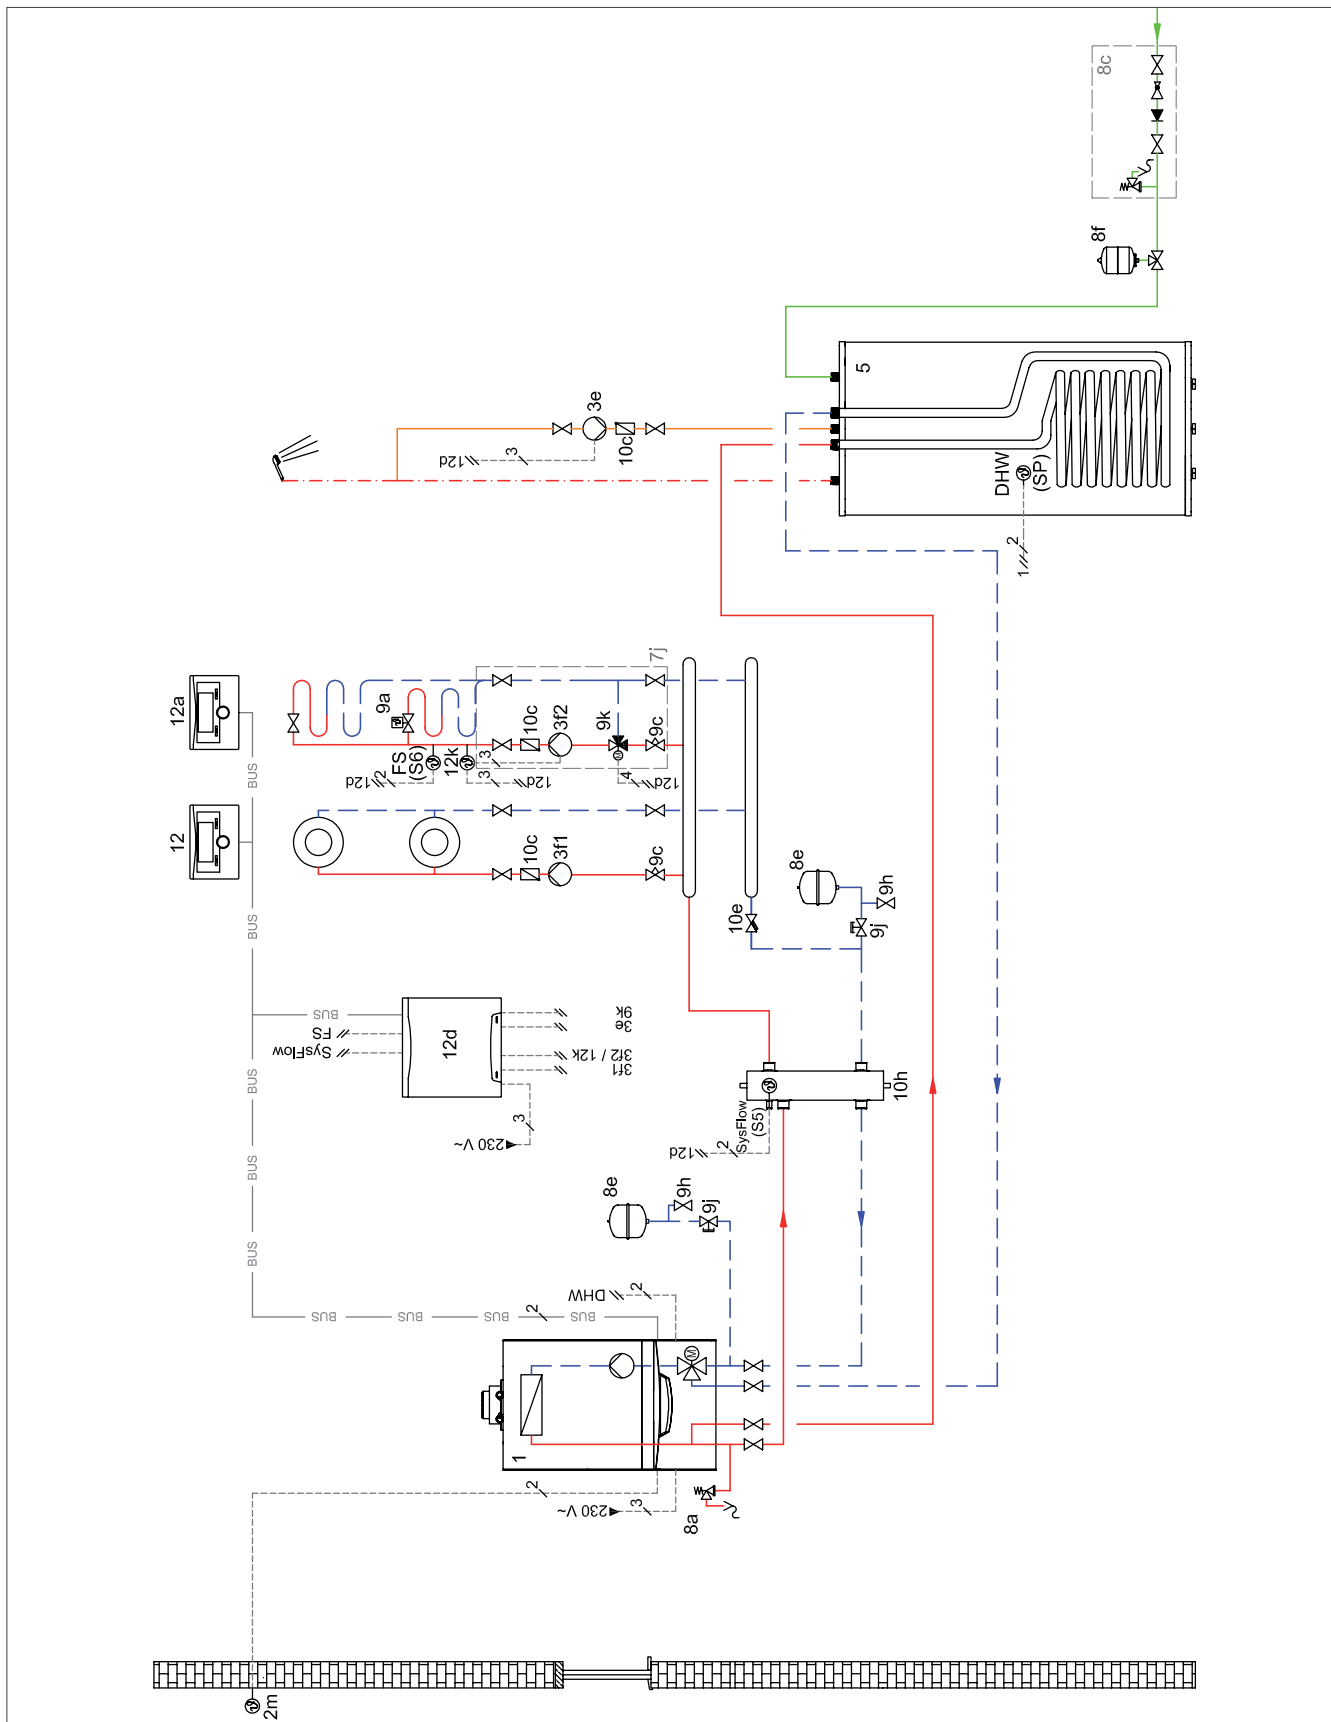 8c
8f
5
3e
10c
12d
3
DHW
(SP)
2
1
12a
12
BUS
BUS
BUS
BUS
BUS
9a
FS
(S6)
12k
2
12d
3
3
12d
10c
3f2
9k
4
12d
9c
7j
10c
3f1
9c
8e
9h
9j
10e
BUS
FS
SysFlow
12d
9k
3e
3f2 / 12k
3f1
3
230 V~
10h
SysFlow
(S5)
2
12d
8e
9h
9j
DHW
2
BUS
BUS
BUS
2
BUS
M
M
1
2
3
230 V~
8a
2m